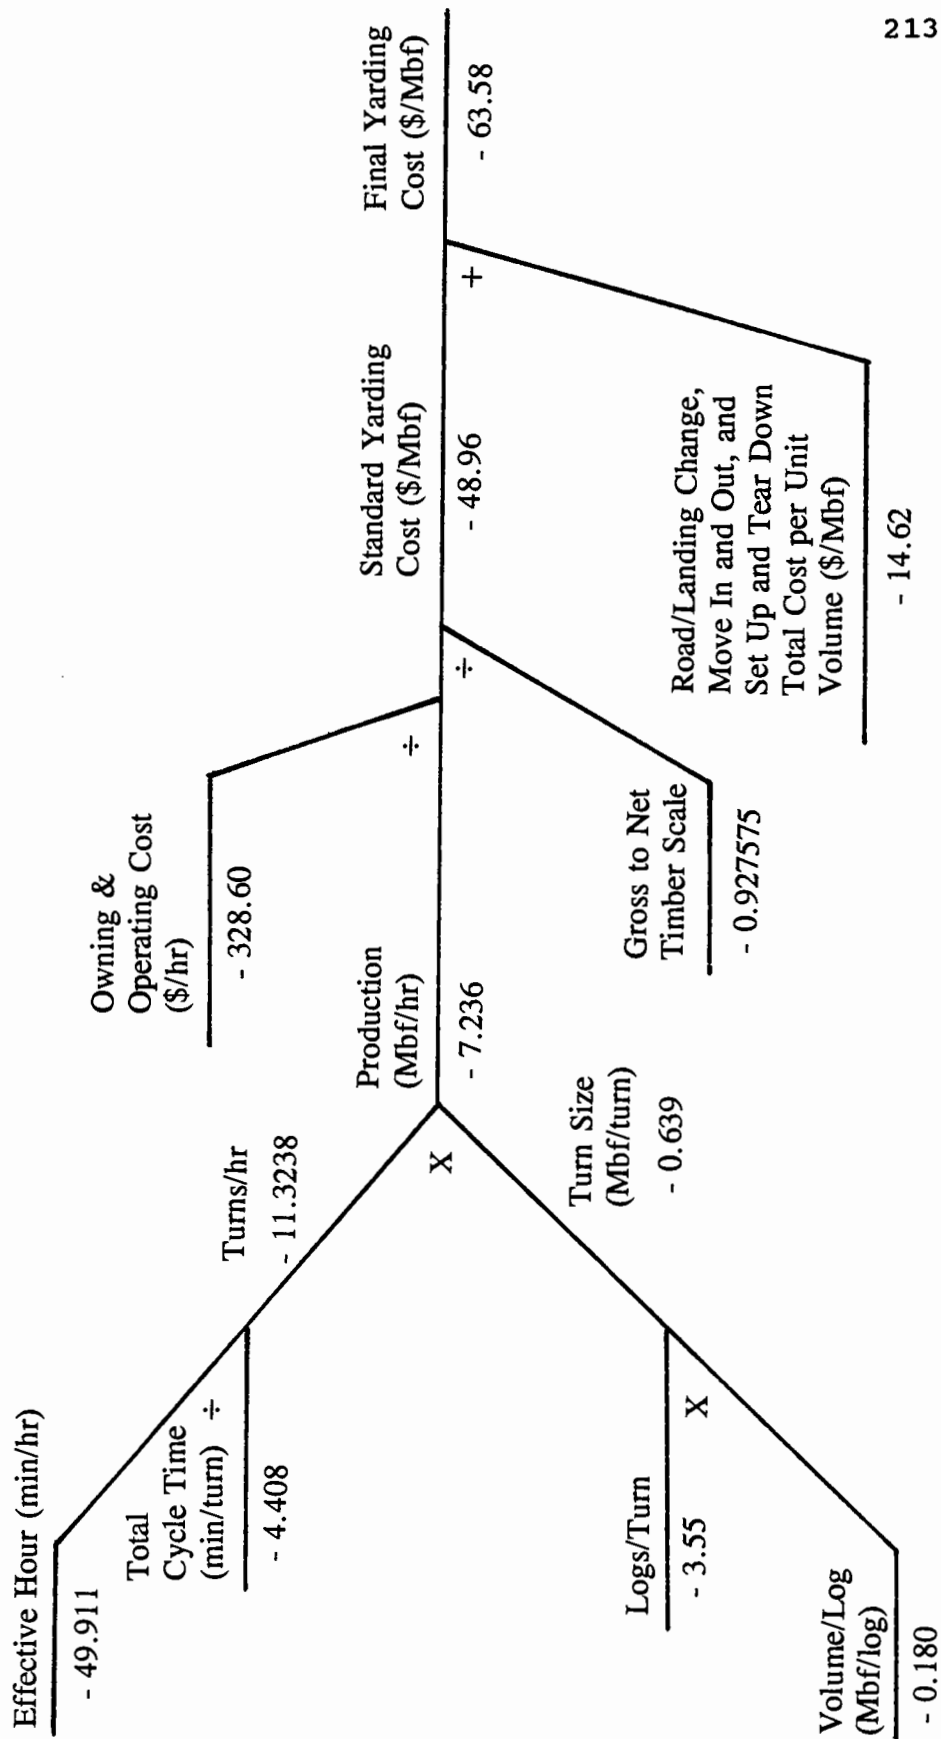 213
Effective Hour (min/hr)
- 49.911
Total
Cycle Time
(min/turn) ÷
- 4.408
Turns/hr
- 11.3238
Logs/Turn
- 3.55
X
Volume/Log
(Mbf/log)
- 0.180
Turn Size
(Mbf/turn)
- 0.639
X
Production
(Mbf/hr)
- 7.236
Owning &
Operating Cost
($/hr)
- 328.60
÷
Gross to Net
Timber Scale
- 0.927575
÷
Standard Yarding
Cost ($/Mbf)
- 48.96
Road/Landing Change,
Move In and Out, and
Set Up and Tear Down
Total Cost per Unit
Volume ($/Mbf)
- 14.62
+
Final Yarding
Cost ($/Mbf)
- 63.58